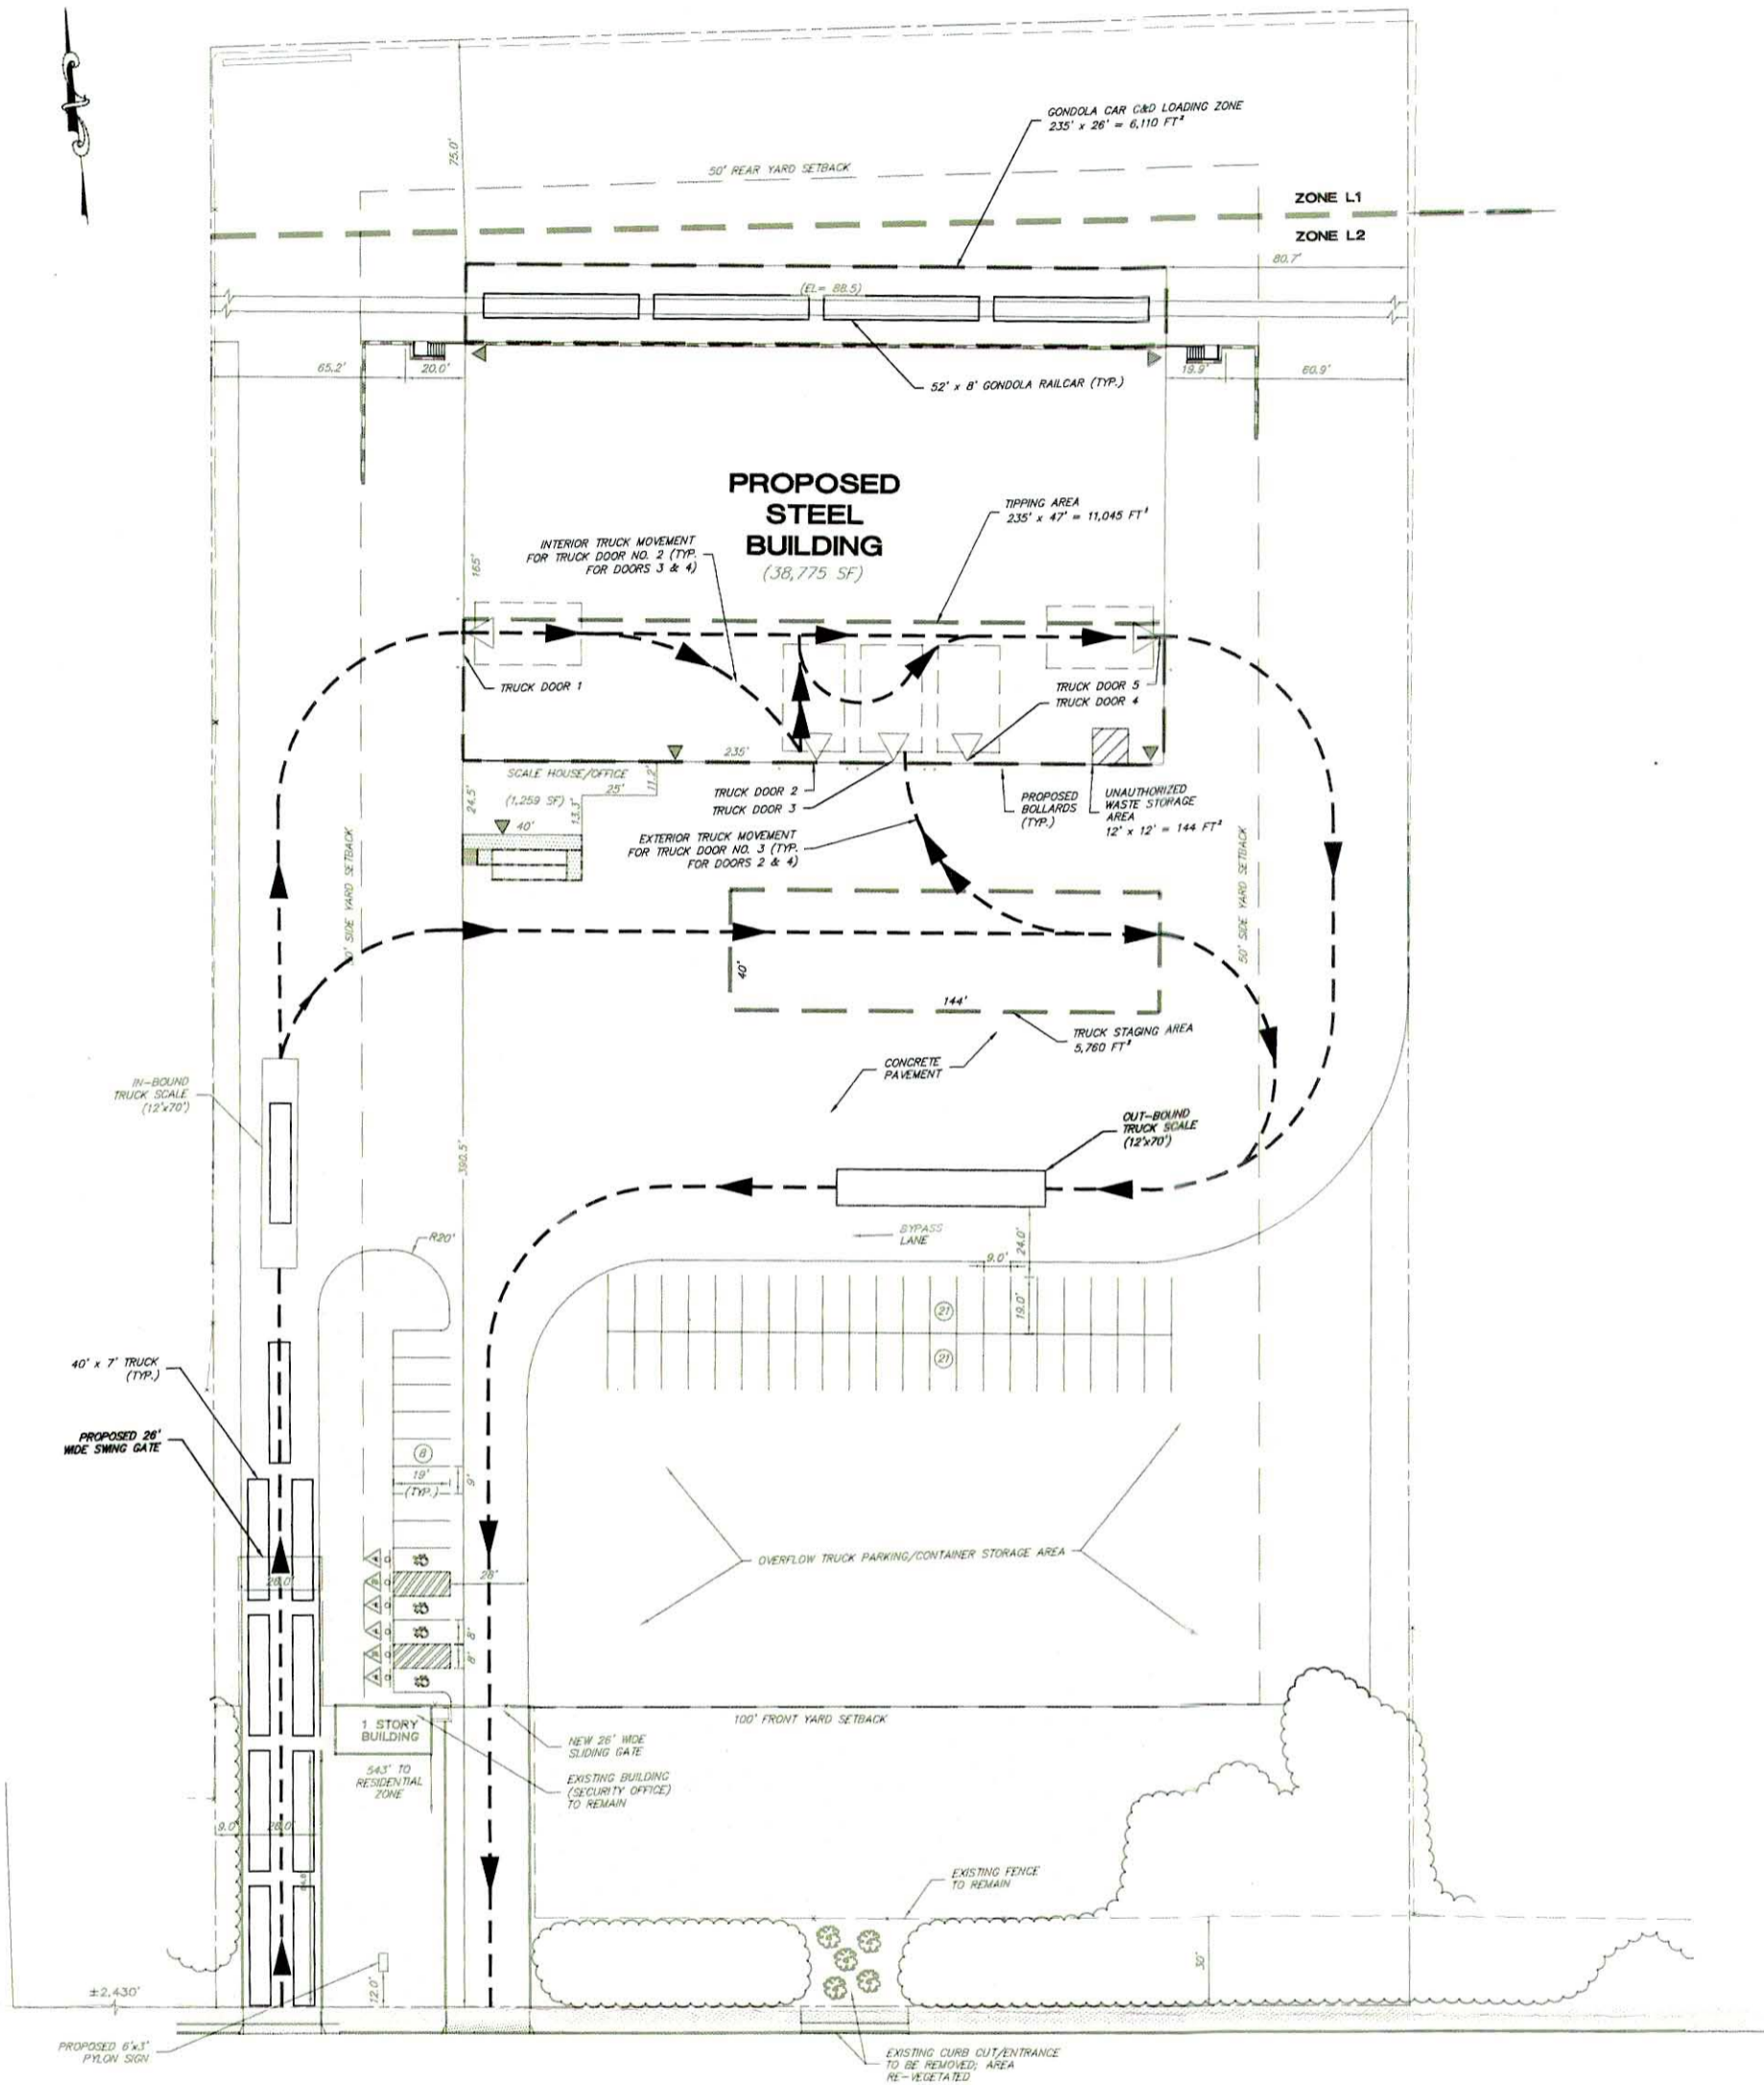 GONDOLA CAR C&D LOADING ZONE
235' x 26' = 6,110 FT²
75.0'
50' REAR YARD SETBACK
ZONE L1
ZONE L2
80.7'
(EL= 88.5)
65.2'
20.0'
19.9'
60.9'
52' x 8' GONDOLA RAILCAR (TYP.)
PROPOSED
STEEL
BUILDING
(38,775 SF)
TIPPING AREA
235' x 47' = 11,045 FT²
INTERIOR TRUCK MOVEMENT
FOR TRUCK DOOR NO. 2 (TYP.
FOR DOORS 3 & 4)
165'
TRUCK DOOR 1
TRUCK DOOR 5
TRUCK DOOR 4
235'
SCALE HOUSE/OFFICE
(1,259 SF)
24.5'
25'
11.2'
13.3'
40'
TRUCK DOOR 2
TRUCK DOOR 3
PROPOSED
BOLLARDS
(TYP.)
UNAUTHORIZED
WASTE STORAGE
AREA
12' x 12' = 144 FT²
EXTERIOR TRUCK MOVEMENT
FOR TRUCK DOOR NO. 3 (TYP.
FOR DOORS 2 & 4)
50' SIDE YARD SETBACK
50' SIDE YARD SETBACK
40'
144'
TRUCK STAGING AREA
5,760 FT²
CONCRETE
PAVEMENT
IN-BOUND
TRUCK SCALE
(12'x70')
OUT-BOUND
TRUCK SCALE
(12'x70')
390.5'
BYPASS
LANE
R20'
24.0'
9.0'
19.0'
21
21
40' x 7' TRUCK
(TYP.)
PROPOSED 26'
WIDE SWING GATE
8
19'
(TYP.)
9'
OVERFLOW TRUCK PARKING/CONTAINER STORAGE AREA
26.0'
26'
8'
8'
100' FRONT YARD SETBACK
1 STORY
BUILDING
NEW 26' WIDE
SLIDING GATE
543' TO
RESIDENTIAL
ZONE
EXISTING BUILDING
(SECURITY OFFICE)
TO REMAIN
9.0'
26.0'
EXISTING FENCE
TO REMAIN
30'
12.0'
±2,430'
PROPOSED 6'x3'
PYLON SIGN
EXISTING CURB CUT/ENTRANCE
TO BE REMOVED; AREA
RE-VEGETATED